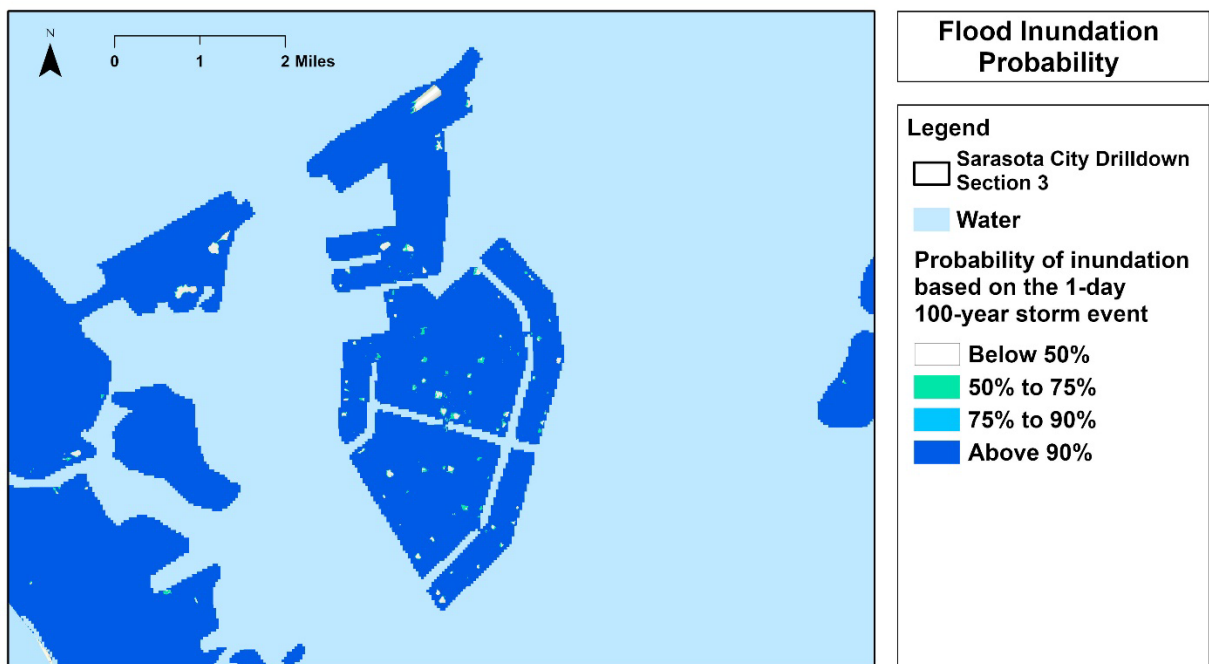 N
0 1 2 Miles
Flood Inundation
Probability
Legend
Sarasota City Drilldown
Section 3
Water
Probability of inundation
based on the 1-day
100-year storm event
Below 50%
50% to 75%
75% to 90%
Above 90%